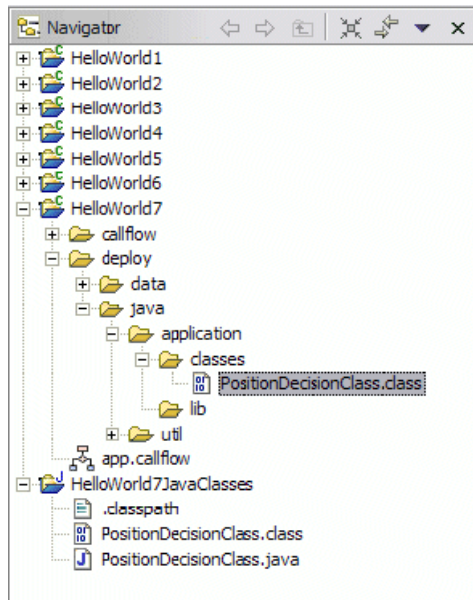 Navigator
HelloWorld1
HelloWorld2
HelloWorld3
HelloWorld4
HelloWorld5
HelloWorld6
HelloWorld7
callflow
deploy
data
java
application
classes
PositionDecisionClass.class
lib
util
app.callflow
HelloWorld7JavaClasses
.classpath
PositionDecisionClass.class
PositionDecisionClass.java